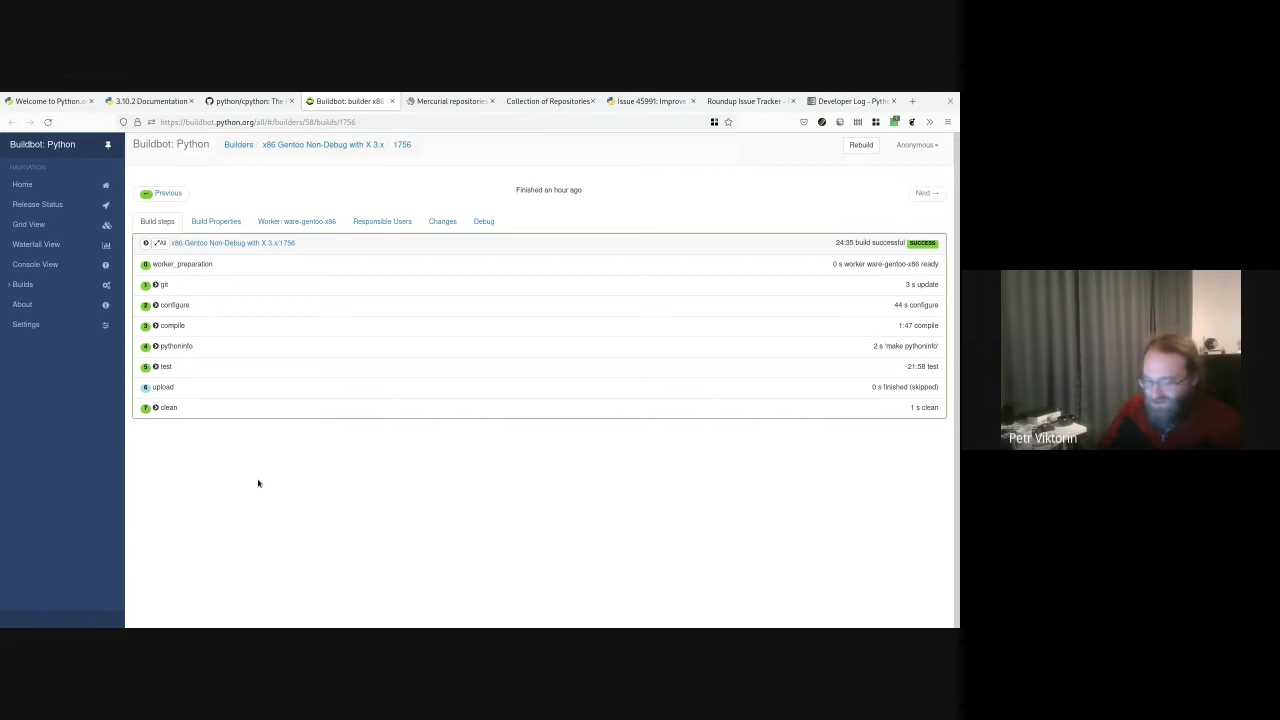 Welcome to Python.o
3.10.2 Documentation
python/cpython: The
Buildbot: builder x86
Mercurial repositories
Collection of Repositories
Issue 45991: Improve
Roundup Issue Tracker -
Developer Log - Pyth
https://buildbot.python.org/all/#/builders/58/builds/1756
Buildbot: Python
Buildbot: Python Builders / x86 Gentoo Non-Debug with X 3.x / 1756 Rebuild Anonymous
NAVIGATION
Home
Release Status
Grid View
Waterfall View
Console View
Builds
About
Settings
← Previous Finished an hour ago Next →
Build steps Build Properties Worker: ware-gentoo-x86 Responsible Users Changes Debug
All x86 Gentoo Non-Debug with X 3.x/1756 24:35 build successful SUCCESS
0 worker_preparation 0 s worker ware-gentoo-x86 ready
1 git 3 s update
2 configure 44 s configure
3 compile 1:47 compile
4 pythoninfo 2 s 'make pythoninfo'
5 test 21:58 test
6 upload 0 s finished (skipped)
7 clean 1 s clean
Petr Viktorin